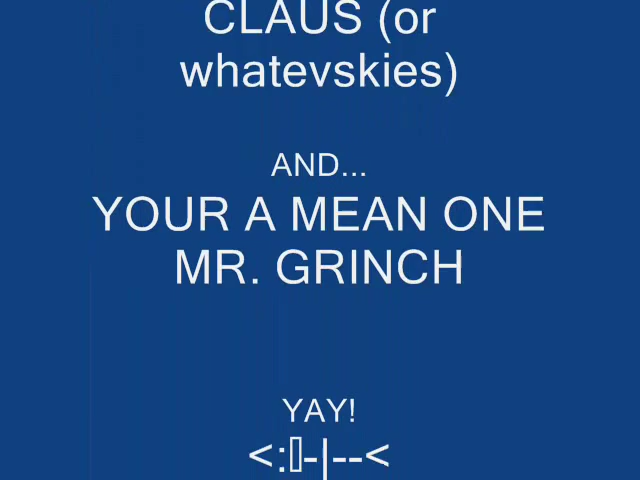 CLAUS (or
whatevskies)
AND...
YOUR A MEAN ONE
MR. GRINCH
YAY!
<:▯-|--<